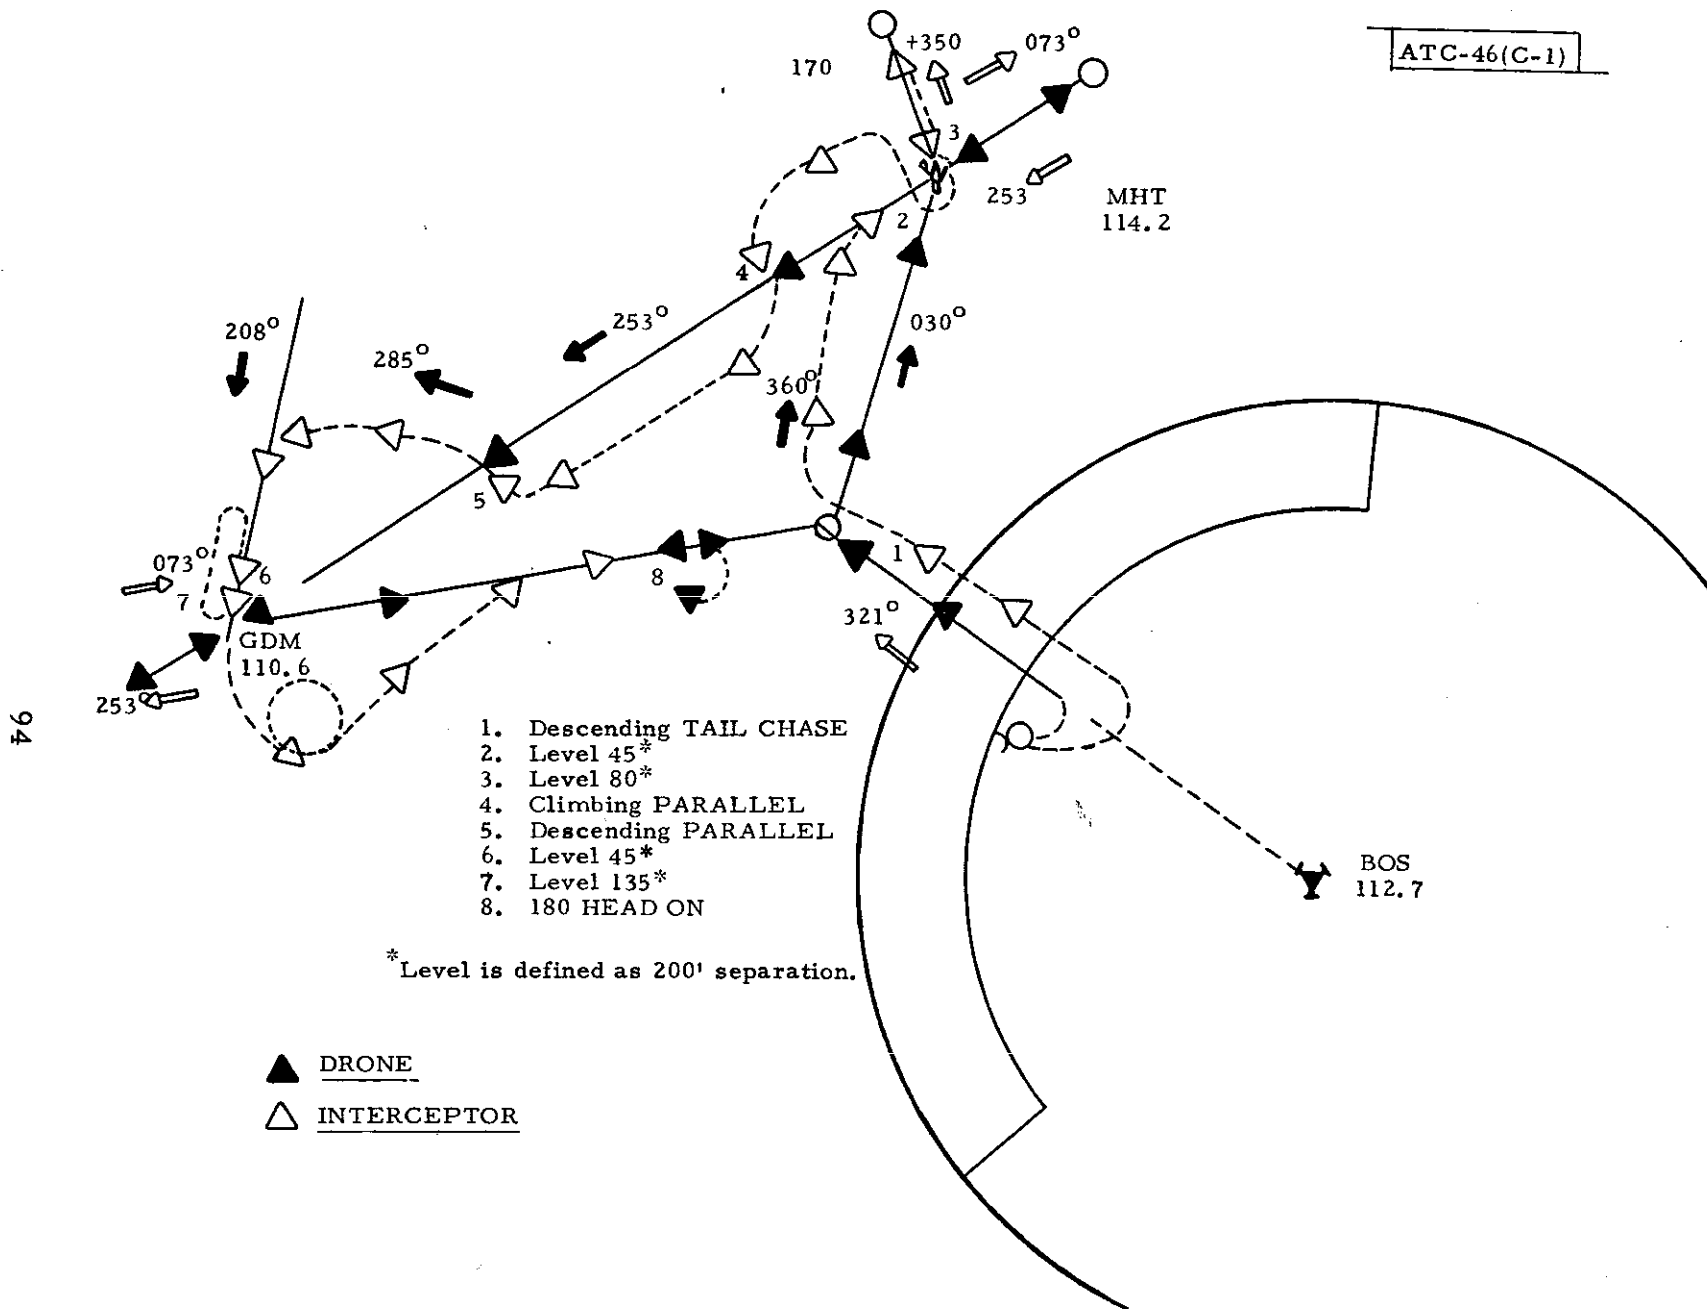 ATC-46(C-1)
+350
073°
170
3
253
MHT
114.2
2
4
208°
253°
030°
285°
360°
5
073°
6
7
8
1
321°
GDM
110.6
253°
94
1. Descending TAIL CHASE
2. Level 45*
3. Level 80*
4. Climbing PARALLEL
5. Descending PARALLEL
6. Level 45*
7. Level 135*
8. 180 HEAD ON
BOS
112.7
*Level is defined as 200' separation.
DRONE
INTERCEPTOR